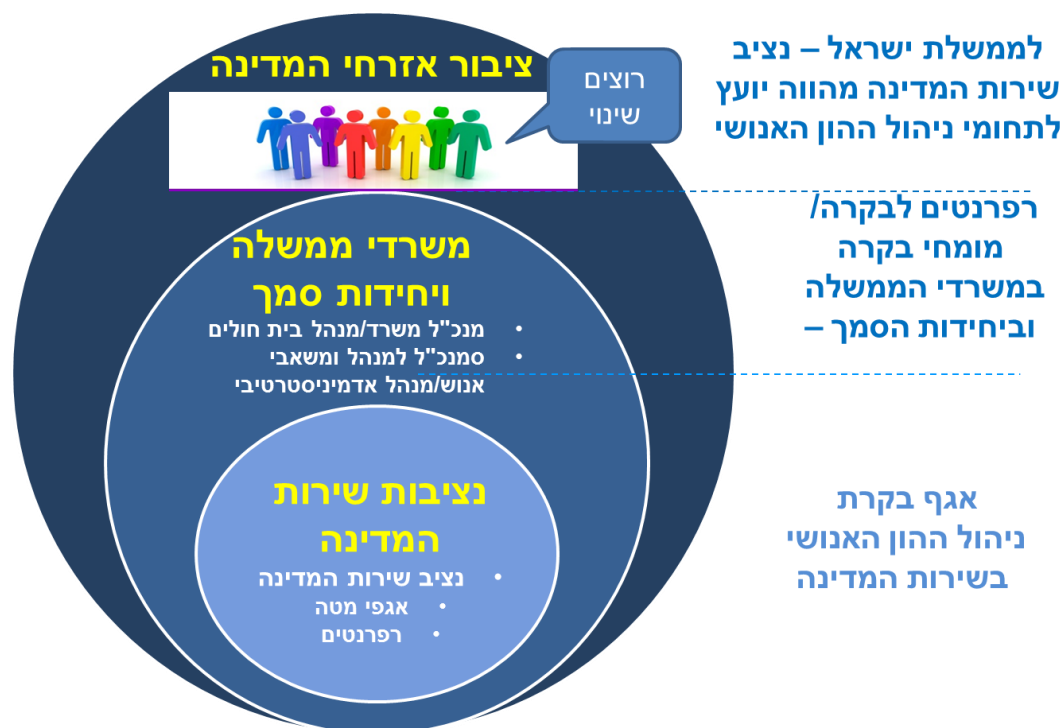 ציבור אזרחי המדינה
רוצים
שינוי
לממשלת ישראל – נציב
שירות המדינה מהווה יועץ
לתחומי ניהול ההון האנושי
משרדי ממשלה
ויחידות סמך
• מנכ"ל משרד/מנהל בית חולים
• סמנכ"ל למנהל ומשאבי
אנוש/מנהל אדמיניסטרטיבי
רפרנטים לבקרה/
מומחי בקרה
במשרדי הממשלה
וביחידות הסמך –
נציבות שירות
המדינה
• נציב שירות המדינה
• אגפי מטה
• רפרנטים
אגף בקרת
ניהול ההון האנושי
בשירות המדינה